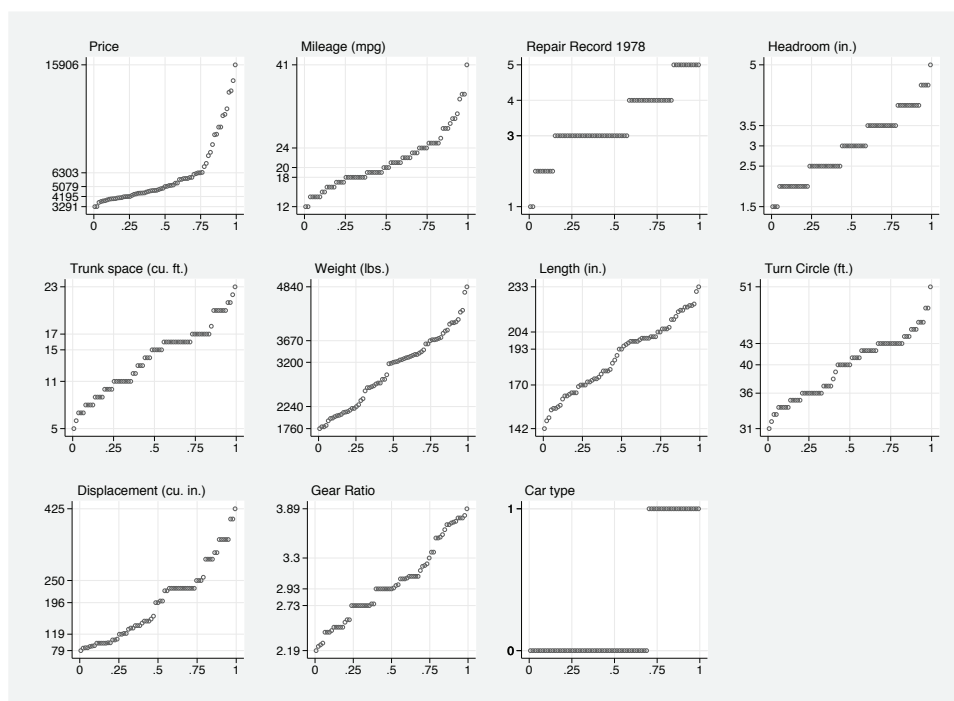 Price
15906
6303
5079
4195
3291
0 .25 .5 .75 1
Mileage (mpg)
41
24
20
18
12
0 .25 .5 .75 1
Repair Record 1978
5
4
3
1
0 .25 .5 .75 1
Headroom (in.)
5
3.5
3
2.5
1.5
0 .25 .5 .75 1
Trunk space (cu. ft.)
23
17
15
11
5
0 .25 .5 .75 1
Weight (lbs.)
4840
3670
3200
2240
1760
0 .25 .5 .75 1
Length (in.)
233
204
193
170
142
0 .25 .5 .75 1
Turn Circle (ft.)
51
43
40
36
31
0 .25 .5 .75 1
Displacement (cu. in.)
425
250
196
119
79
0 .25 .5 .75 1
Gear Ratio
3.89
3.3
2.93
2.73
2.19
0 .25 .5 .75 1
Car type
1
0
0 .25 .5 .75 1